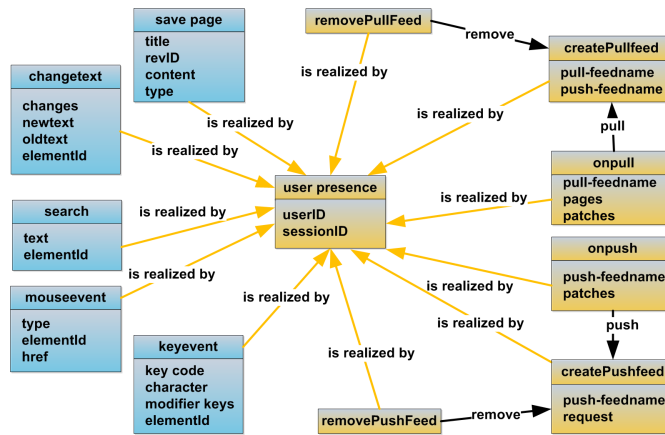 save page
title
revID
content
type
removePullFeed
remove
createPullfeed
pull-feedname
push-feedname
changetext
changes
newtext
oldtext
elementId
is realized by
is realized by
is realized by
is realized by
pull
onpull
pull-feedname
pages
patches
user presence
userID
sessionID
search
text
elementId
is realized by
is realized by
onpush
push-feedname
patches
is realized by
mouseevent
type
elementId
href
is realized by
is realized by
push
keyevent
key code
character
modifier keys
elementId
is realized by
is realized by
createPushfeed
push-feedname
request
removePushFeed
remove